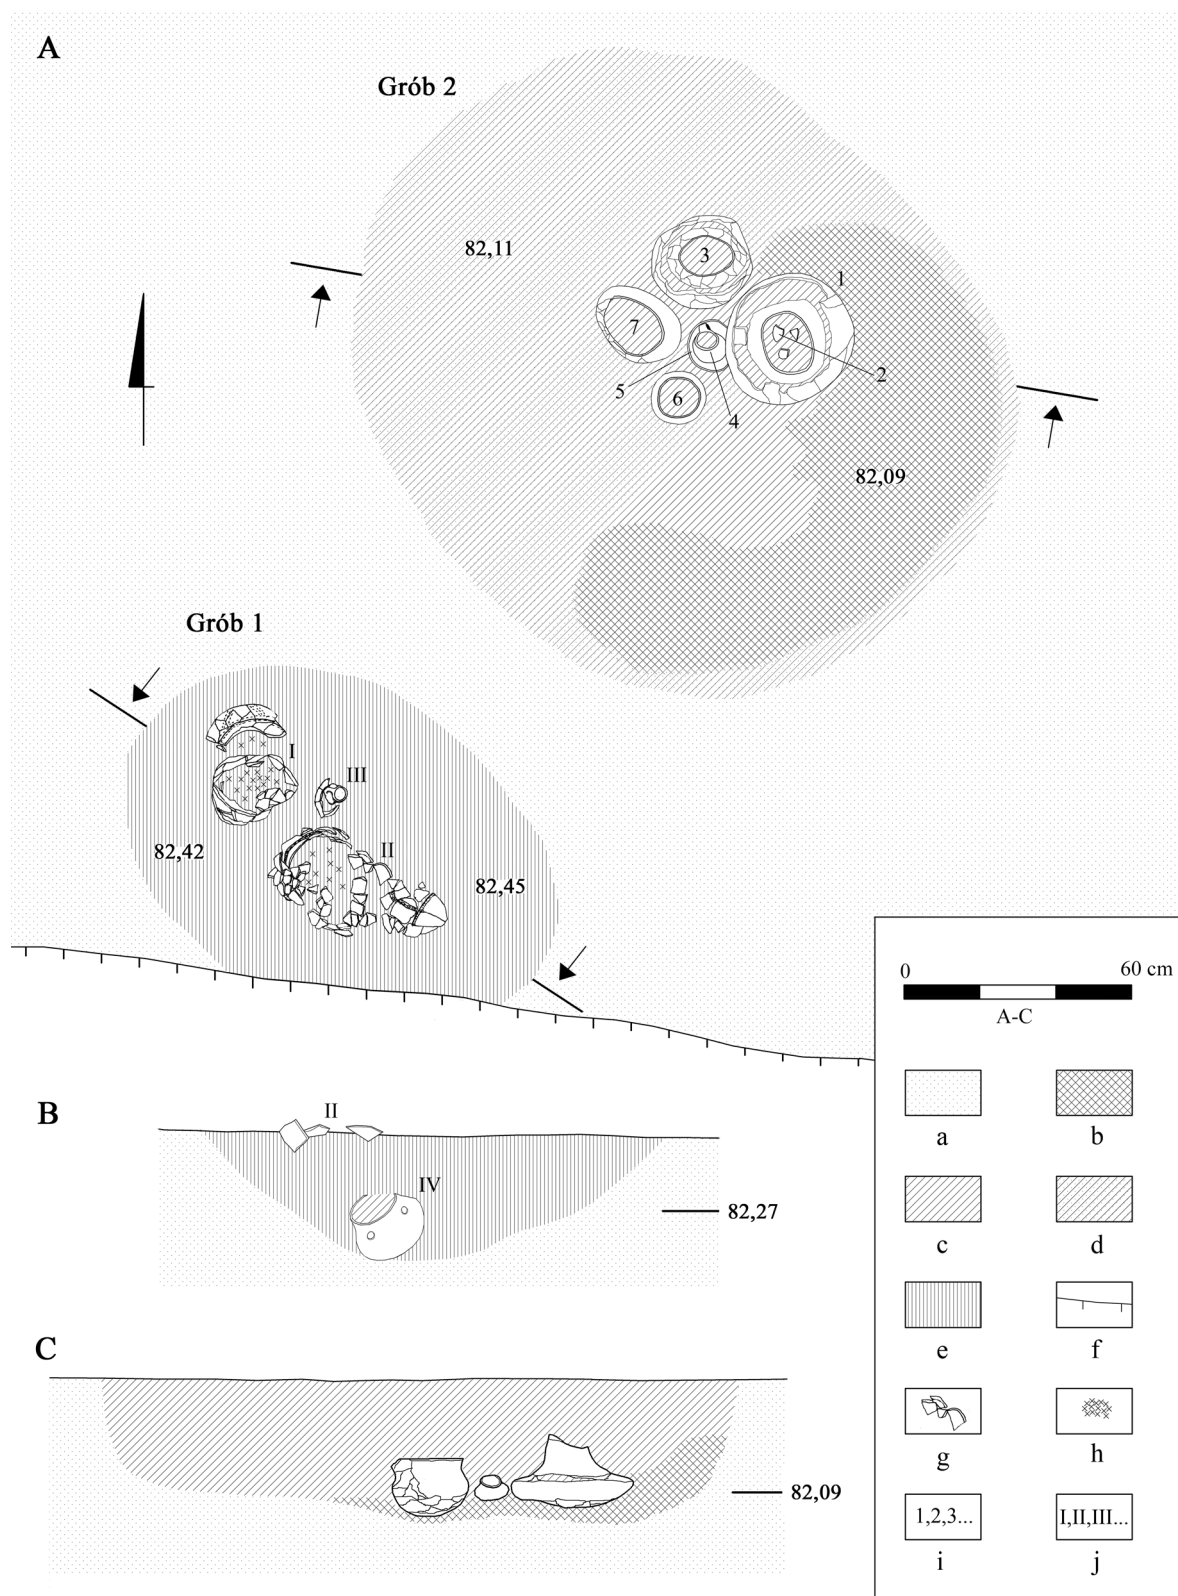 A
Grób 2
82,11
3
1
7
2
5
6
4
82,09
Grób 1
I
III
82,42
II
82,45
0 60 cm
A-C
B
II
IV
82,27
a b
c d
e f
C
g h
82,09
1,2,3... I,II,III...
i j